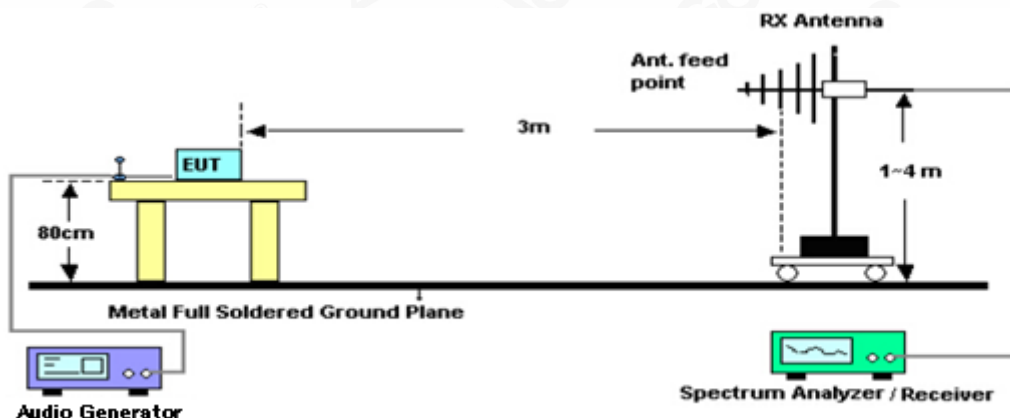 RX Antenna
Ant. feed
point
3m
EUT
1~4 m
80cm
Metal Full Soldered Ground Plane
Audio Generator
Spectrum Analyzer / Receiver